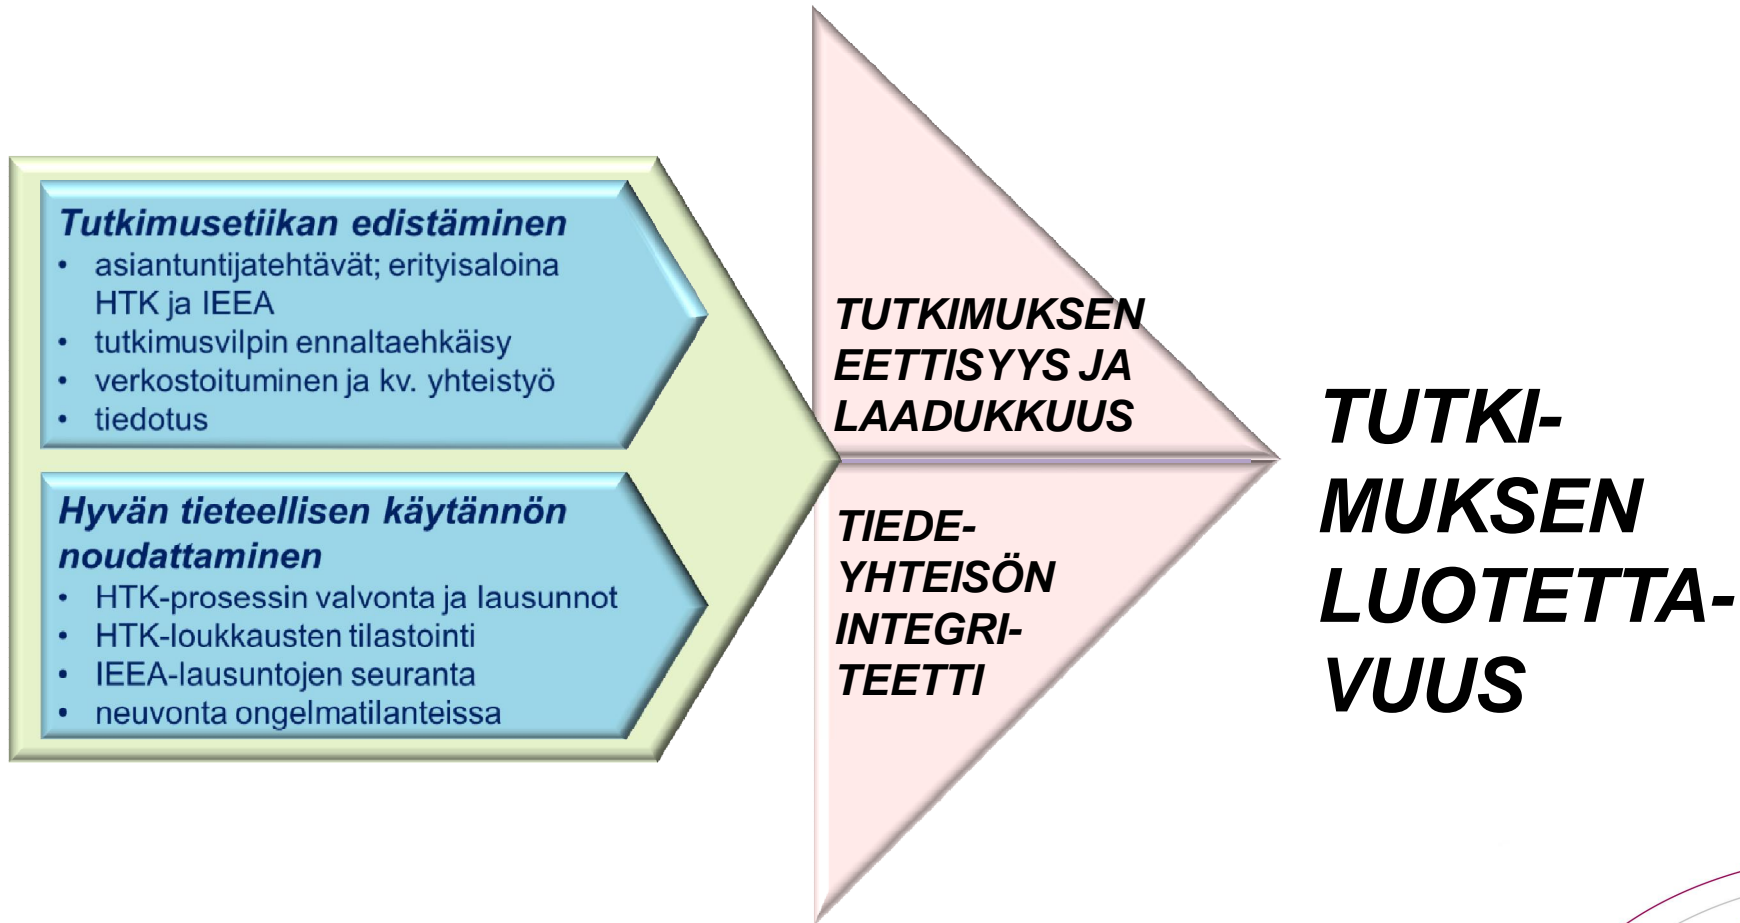 Tutkimusetiikan edistäminen
• asiantuntijatehtävät; erityisaloina
HTK ja IEEA
• tutkimusvilpin ennaltaehkäisy
• verkostoituminen ja kv. yhteistyö
• tiedotus
Hyvän tieteellisen käytännön
noudattaminen
• HTK-prosessin valvonta ja lausunnot
• HTK-loukkausten tilastointi
• IEEA-lausuntojen seuranta
• neuvonta ongelmatilanteissa
TUTKIMUKSEN
EETTISYYS JA
LAADUKKUUS
TIEDE-
YHTEISÖN
INTEGRI-
TEETTI
TUTKI-
MUKSEN
LUOTETTA-
VUUS